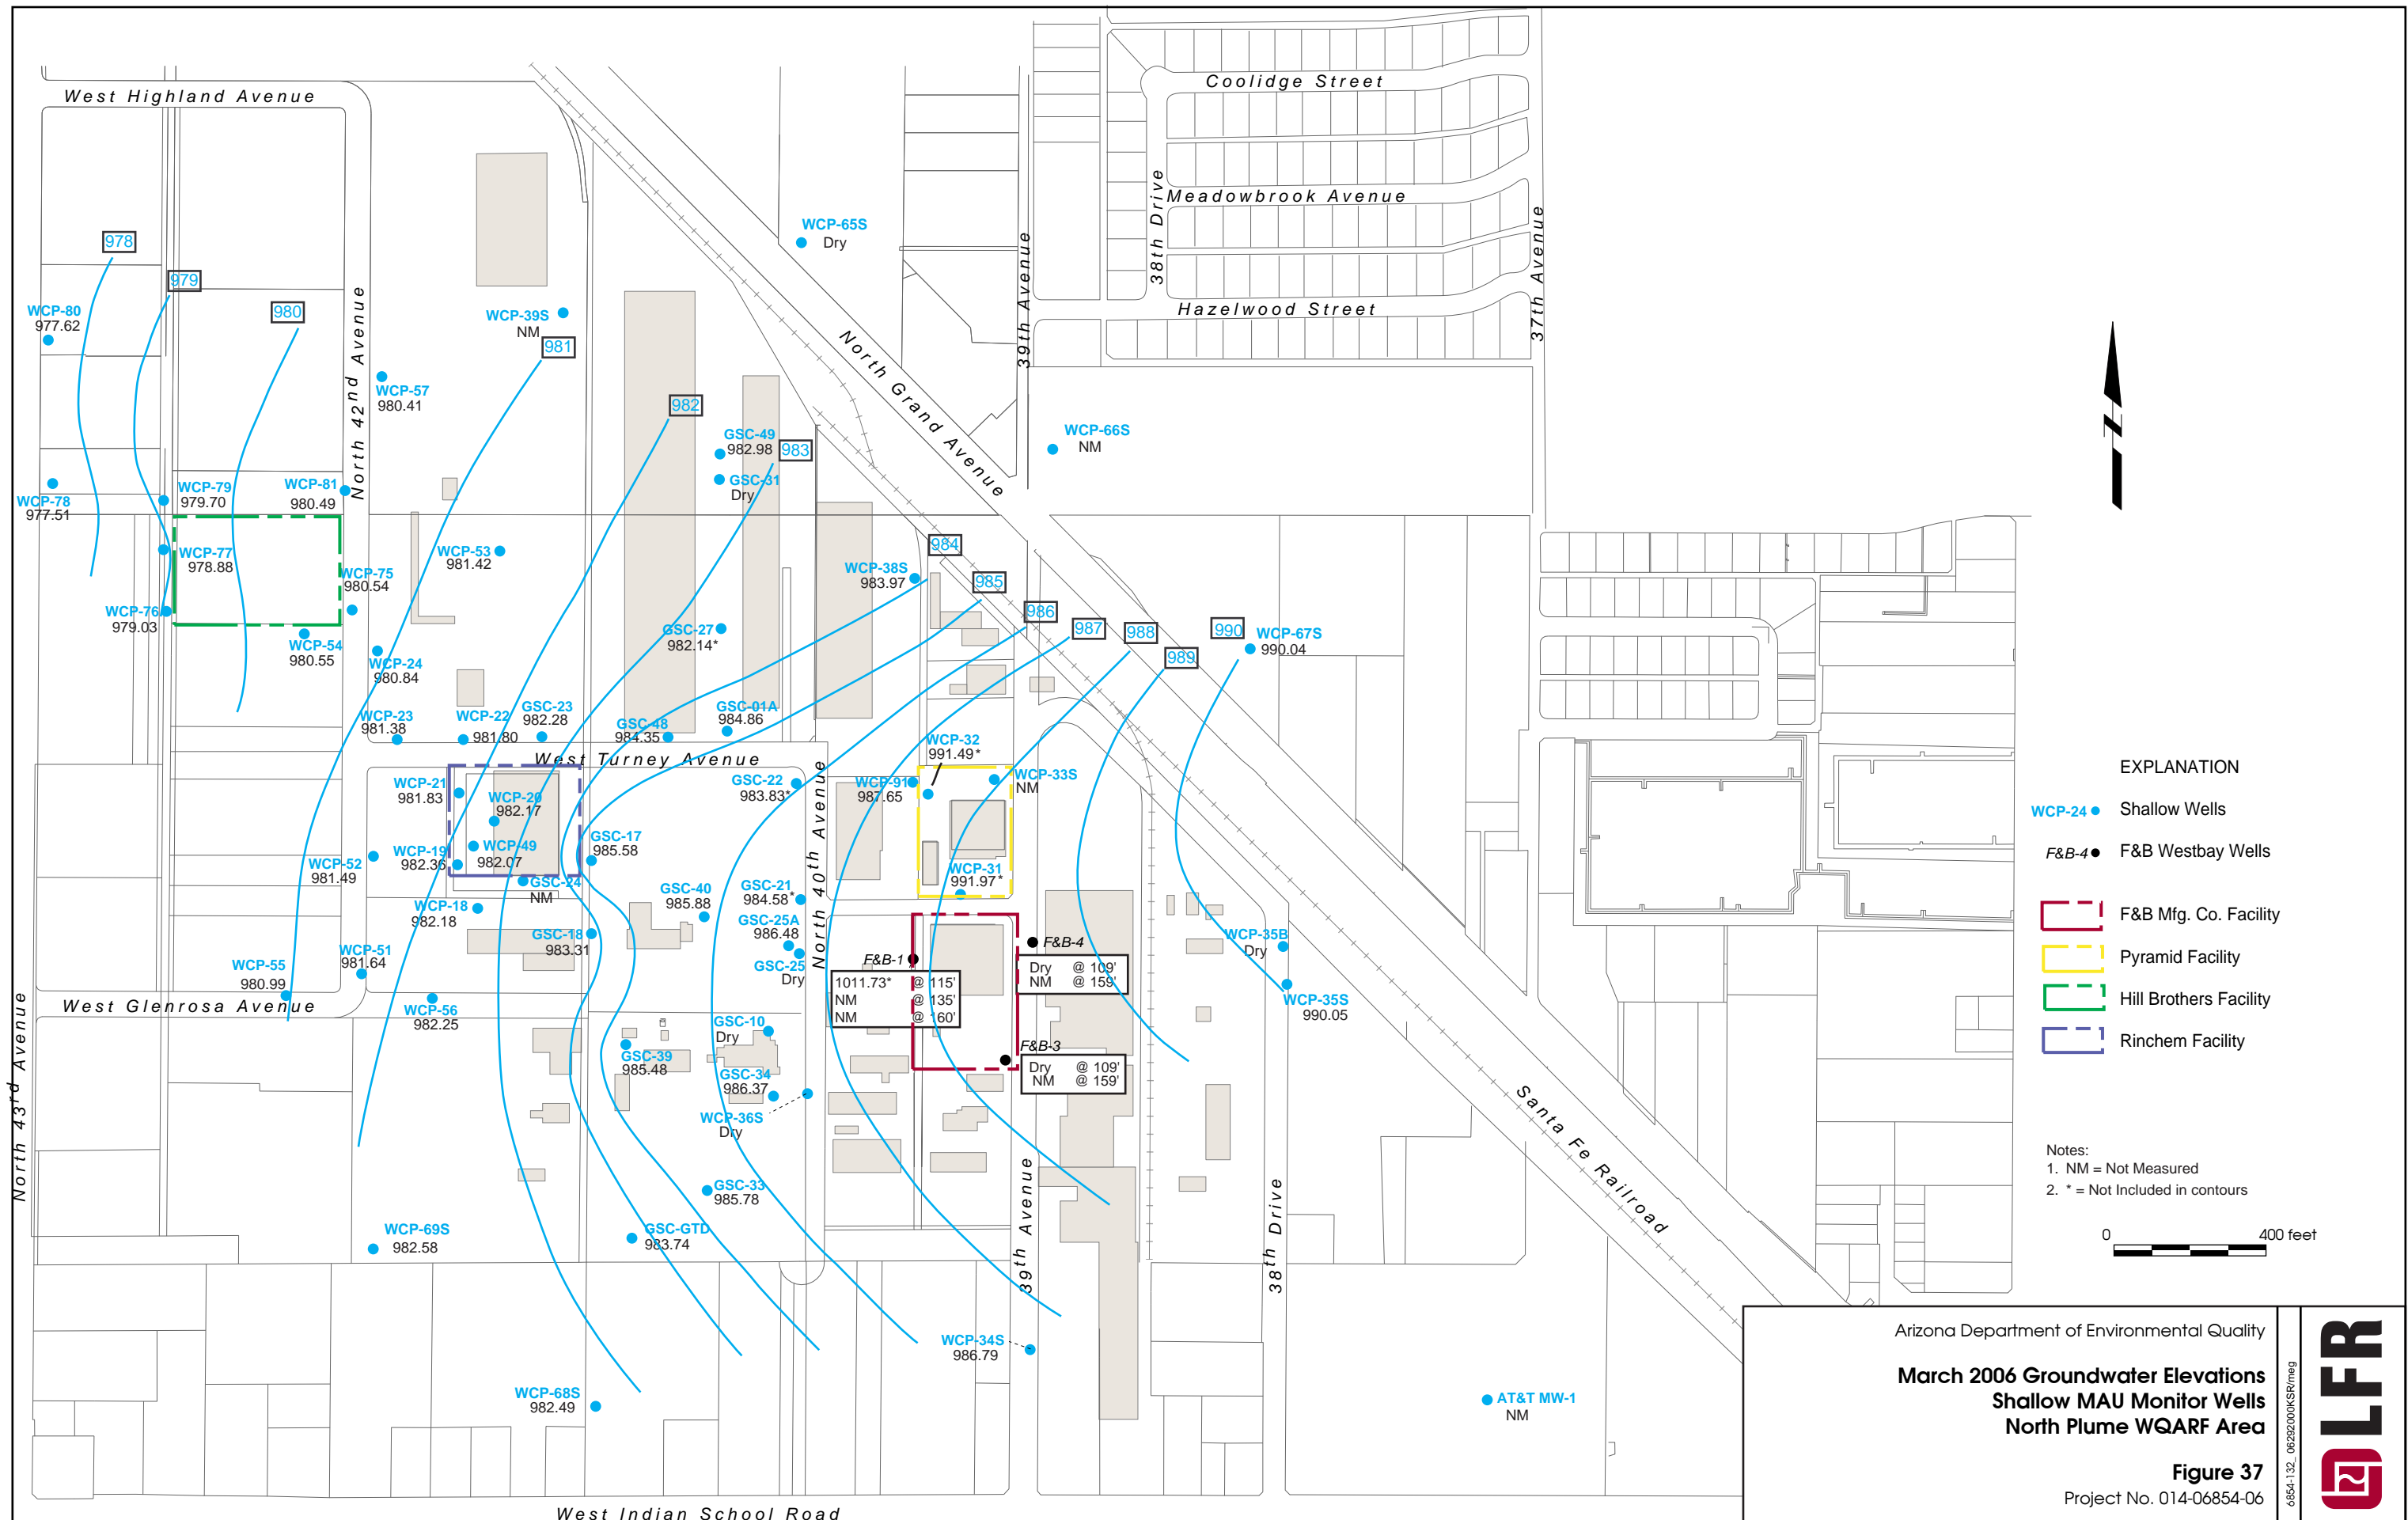 West Highland Avenue
Coolidge Street
Meadowbrook Avenue
Hazelwood Street
38th Drive
39th Avenue
37th Avenue
North 42nd Avenue
North Grand Avenue
978
979
980
981
982
983
984
985
986
987
988
989
990
WCP-65S
Dry
WCP-80
977.62
WCP-39S
NM
WCP-57
980.41
GSC-49
982.98
GSC-31
Dry
WCP-66S
NM
WCP-78
977.51
WCP-79
979.70
WCP-81
980.49
WCP-77
978.88
WCP-53
981.42
WCP-75
980.54
WCP-38S
983.97
WCP-76
979.03
WCP-54
980.55
WCP-24
980.84
GSC-27
982.14*
WCP-67S
990.04
WCP-23
981.38
WCP-22
981.80
GSC-23
982.28
GSC-48
984.35
GSC-01A
984.86
West Turney Avenue
WCP-32
991.49*
WCP-21
981.83
WCP-20
982.17
GSC-22
983.83*
WCP-91
987.65
WCP-33S
NM
North 40th Avenue
WCP-52
981.49
WCP-19
982.36
WCP-49
982.07
GSC-17
985.58
GSC-24
NM
WCP-31
991.97*
WCP-18
982.18
GSC-40
985.88
GSC-21
984.58*
GSC-25A
986.48
GSC-25
Dry
GSC-18
983.31
WCP-51
981.64
WCP-55
980.99
F&B-1
1011.73* @ 115'
NM @ 135'
NM @ 160'
F&B-4
Dry @ 109'
NM @ 159'
WCP-35B
Dry
WCP-35S
990.05
West Glenrosa Avenue
WCP-56
982.25
GSC-10
Dry
GSC-39
985.48
GSC-34
986.37
WCP-36S
Dry
F&B-3
Dry @ 109'
NM @ 159'
North 43rd Avenue
GSC-33
985.78
GSC-GTD
983.74
WCP-69S
982.58
39th Avenue
38th Drive
Santa Fe Railroad
WCP-34S
986.79
WCP-68S
982.49
AT&T MW-1
NM
West Indian School Road
EXPLANATION
WCP-24 Shallow Wells
F&B-4 F&B Westbay Wells
F&B Mfg. Co. Facility
Pyramid Facility
Hill Brothers Facility
Rinchem Facility
Notes:
1. NM = Not Measured
2. * = Not Included in contours
0 400 feet
Arizona Department of Environmental Quality
March 2006 Groundwater Elevations
Shallow MAU Monitor Wells
North Plume WQARF Area
Figure 37
Project No. 014-06854-06
6854-132_06292000KSR/meg
LFR